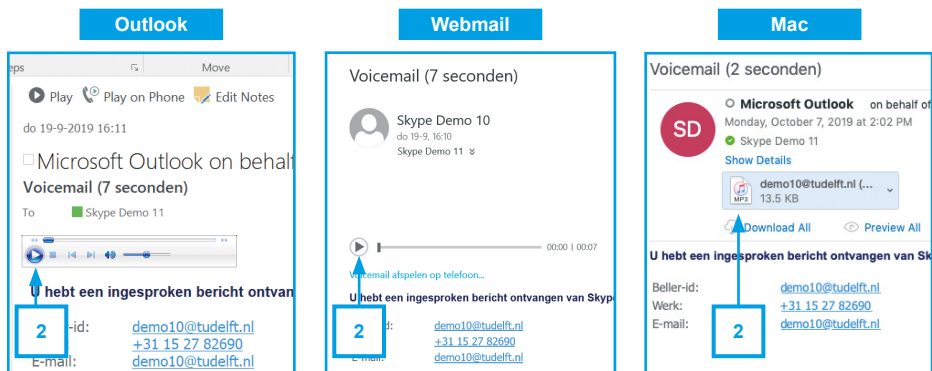 Outlook
eps Move
Play Play on Phone Edit Notes
do 19-9-2019 16:11
Microsoft Outlook on behalf
Voicemail (7 seconden)
To Skype Demo 11
U hebt een ingesproken bericht ontvan
2
-id: demo10@tudelft.nl
+31 15 27 82690
E-mail: demo10@tudelft.nl
Webmail
Voicemail (7 seconden)
Skype Demo 10
do 19-9, 16:10
Skype Demo 11
00:00 | 00:07
Voicemail afspelen op telefoon...
U hebt een ingesproken bericht ontvangen van Skype
2
d: demo10@tudelft.nl
+31 15 27 82690
E-mail: demo10@tudelft.nl
Mac
Voicemail (2 seconden)
SD
Microsoft Outlook on behalf of
Monday, October 7, 2019 at 2:02 PM
Skype Demo 11
Show Details
MP3
demo10@tudelft.nl (...
13.5 KB
Download All Preview All
U hebt een ingesproken bericht ontvangen van Sk
Beller-id: demo10@tudelft.nl
Werk: +31 15 27 82690
E-mail: demo10@tudelft.nl
2